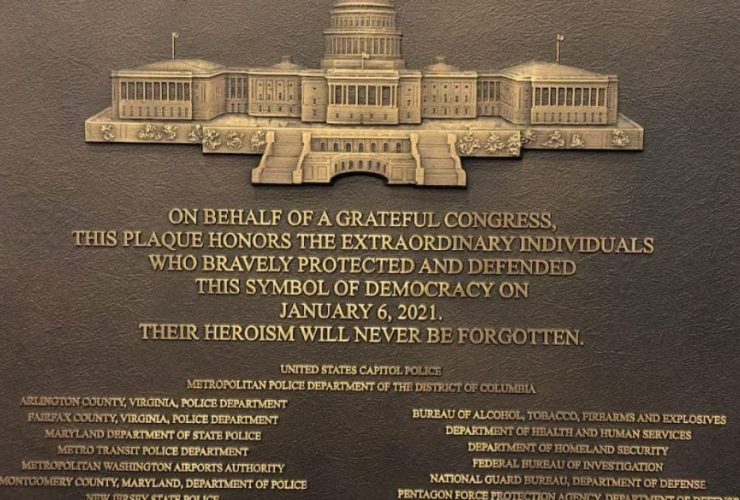 ON BEHALF OF A GRATEFUL CONGRESS,
THIS PLAQUE HONORS THE EXTRAORDINARY INDIVIDUALS
WHO BRAVELY PROTECTED AND DEFENDED
THIS SYMBOL OF DEMOCRACY ON
JANUARY 6, 2021.
THEIR HEROISM WILL NEVER BE FORGOTTEN.
UNITED STATES CAPITOL POLICE
METROPOLITAN POLICE DEPARTMENT OF THE DISTRICT OF COLUMBIA
ARLINGTON COUNTY, VIRGINIA, POLICE DEPARTMENT
FAIRFAX COUNTY, VIRGINIA, POLICE DEPARTMENT
MARYLAND DEPARTMENT OF STATE POLICE
METRO TRANSIT POLICE DEPARTMENT
METROPOLITAN WASHINGTON AIRPORTS AUTHORITY
MONTGOMERY COUNTY, MARYLAND, DEPARTMENT OF POLICE
NEW JERSEY STATE POLICE
BUREAU OF ALCOHOL, TOBACCO, FIREARMS AND EXPLOSIVES
DEPARTMENT OF HEALTH AND HUMAN SERVICES
DEPARTMENT OF HOMELAND SECURITY
FEDERAL BUREAU OF INVESTIGATION
NATIONAL GUARD BUREAU, DEPARTMENT OF DEFENSE
PENTAGON FORCE PROTECTION AGENCY, DEPARTMENT OF DEFENSE